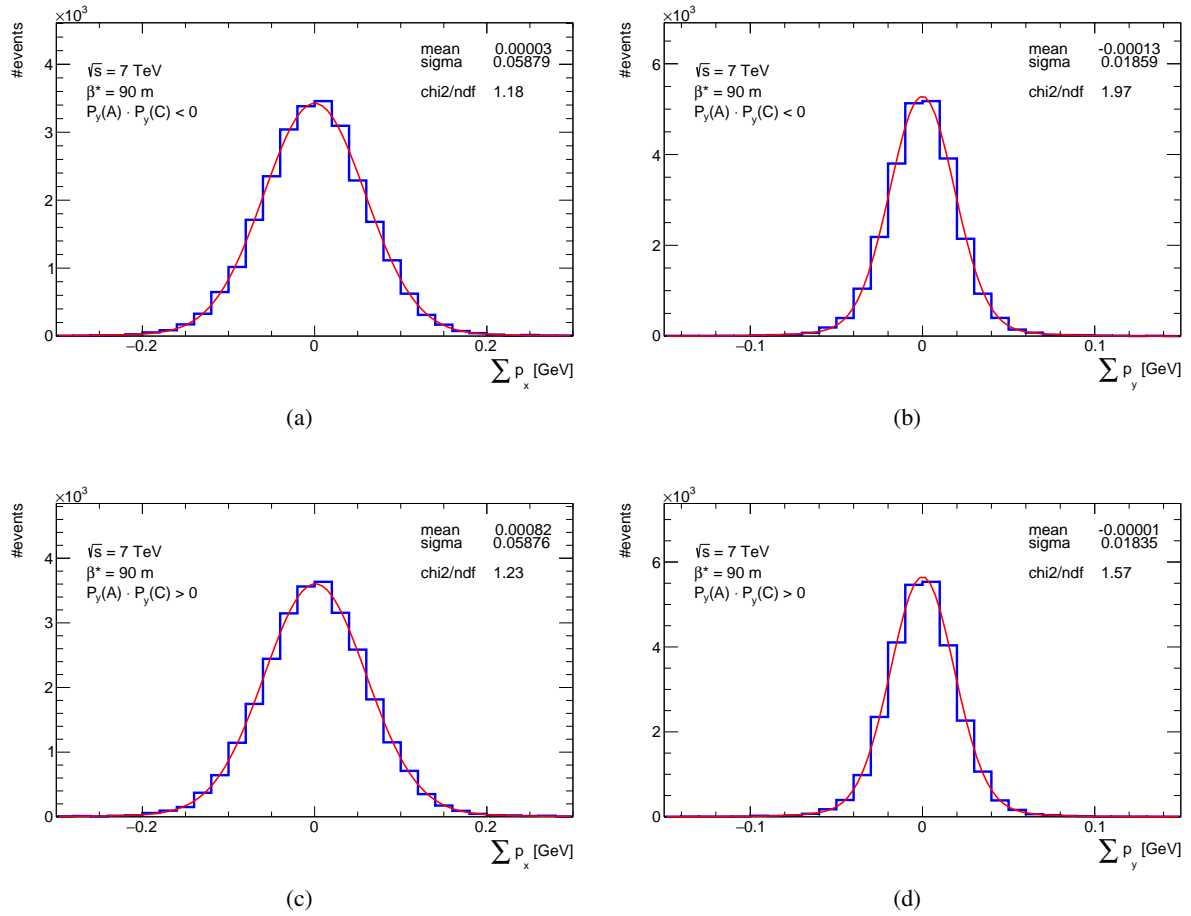 ×10³
#events
4
3
2
1
0
−0.2
0
0.2
∑ pₓ [GeV]
√s = 7 TeV
β* = 90 m
P_y(A) · P_y(C) < 0
mean 0.00003
sigma 0.05879
chi2/ndf 1.18
(a)
×10³
#events
6
4
2
0
−0.1
0
0.1
∑ p_y [GeV]
√s = 7 TeV
β* = 90 m
P_y(A) · P_y(C) < 0
mean -0.00013
sigma 0.01859
chi2/ndf 1.97
(b)
×10³
#events
4
3
2
1
0
−0.2
0
0.2
∑ pₓ [GeV]
√s = 7 TeV
β* = 90 m
P_y(A) · P_y(C) > 0
mean 0.00082
sigma 0.05876
chi2/ndf 1.23
(c)
×10³
#events
6
4
2
0
−0.1
0
0.1
∑ p_y [GeV]
√s = 7 TeV
β* = 90 m
P_y(A) · P_y(C) > 0
mean -0.00001
sigma 0.01835
chi2/ndf 1.57
(d)